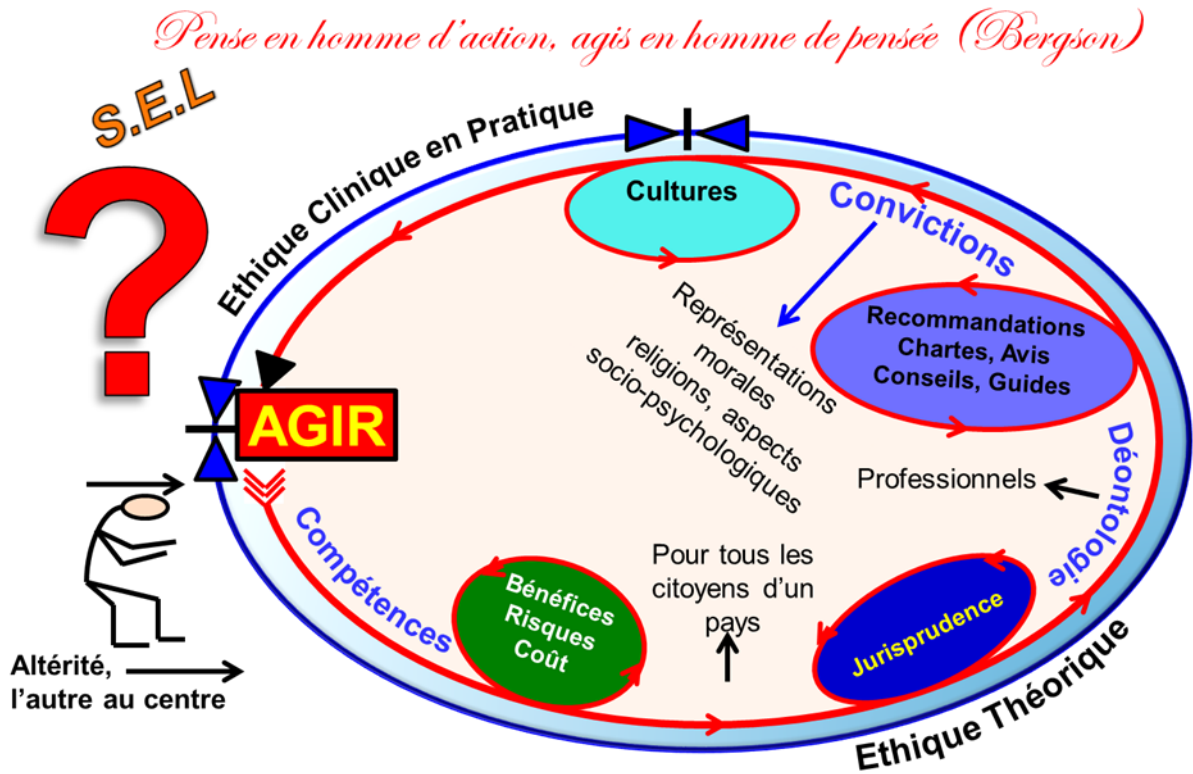 Pense en homme d'action, agis en homme de pensée (Bergson)
S.E.L
?
Ethique Clinique en Pratique
Cultures
Convictions
Représentations
morales
religions, aspects
socio-psychologiques
Recommandations
Chartes, Avis
Conseils, Guides
AGIR
Déontologie
Professionnels
Compétences
Bénéfices
Risques
Coût
Pour tous les
citoyens d'un
pays
Jurisprudence
Ethique Théorique
Altérité,
l'autre au centre